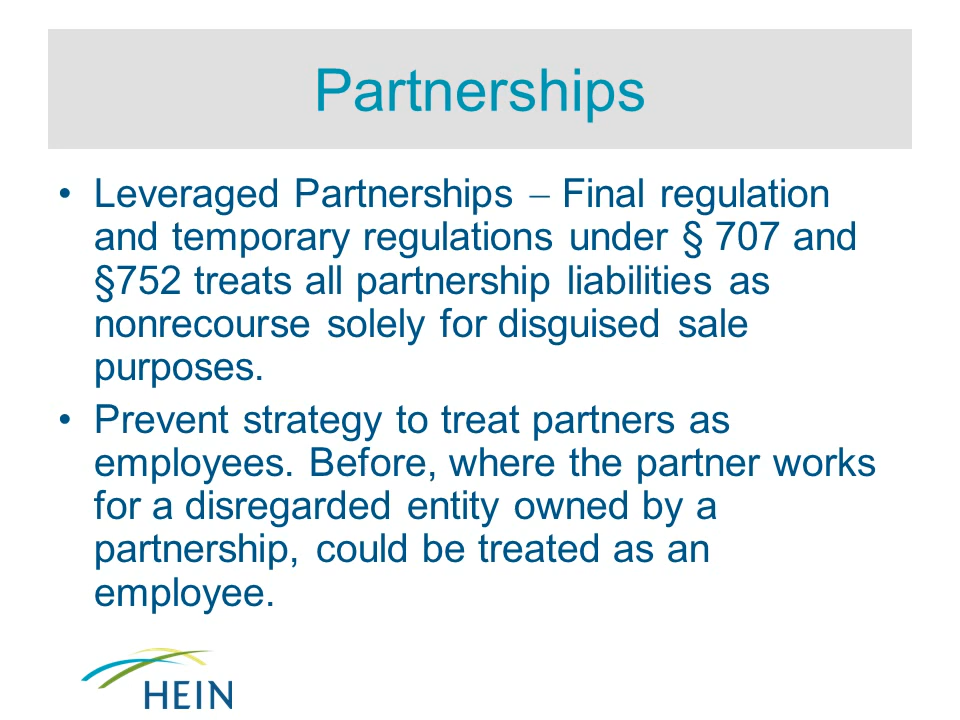 Partnerships
• Leveraged Partnerships – Final regulation
and temporary regulations under § 707 and
§752 treats all partnership liabilities as
nonrecourse solely for disguised sale
purposes.
• Prevent strategy to treat partners as
employees. Before, where the partner works
for a disregarded entity owned by a
partnership, could be treated as an
employee.
HEIN